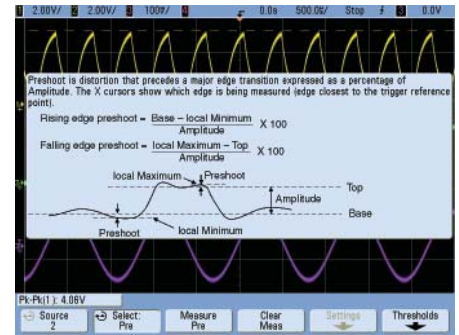 1 2.00V/ 2 2.00V/ 3 100%/ 4 0.0s 500.0%/ Stop 0.0V
Preshoot is distortion that precedes a major edge transition expressed as a percentage of
Amplitude. The X cursors show which edge is being measured (edge closest to the trigger reference
point).
Rising edge preshoot = Base – local Minimum
Amplitude
X 100
Falling edge preshoot = local Maximum – Top
Amplitude
X 100
local Maximum
Preshoot
Top
Amplitude
Base
Preshoot
local Minimum
Pk-Pk(1): 4.06V
Source
2
Select:
Pre
Measure
Pre
Clear
Meas
Settings
Thresholds